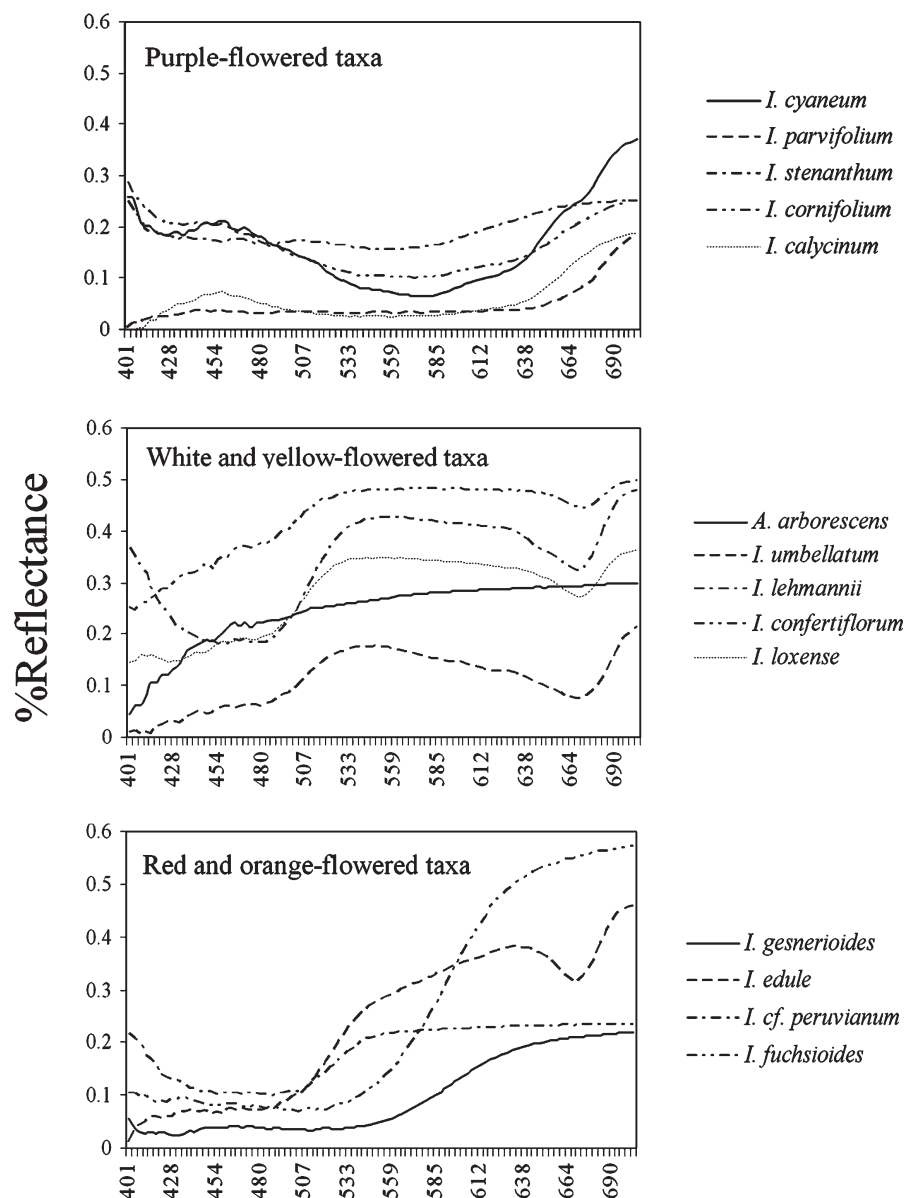 0.6
0.5
0.4
0.3
0.2
0.1
0
Purple-flowered taxa
401 428 454 480 507 533 559 585 612 638 664 690
I. cyaneum
I. parvifolium
I. stenanthum
I. cornifolium
I. calycinum
%Reflectance
0.6
0.5
0.4
0.3
0.2
0.1
0
White and yellow-flowered taxa
401 428 454 480 507 533 559 585 612 638 664 690
A. arborescens
I. umbellatum
I. lehmannii
I. confertiflorum
I. loxense
0.6
0.5
0.4
0.3
0.2
0.1
0
Red and orange-flowered taxa
401 428 454 480 507 533 559 585 612 638 664 690
I. gesnerioides
I. edule
I. cf. peruvianum
I. fuchsioides